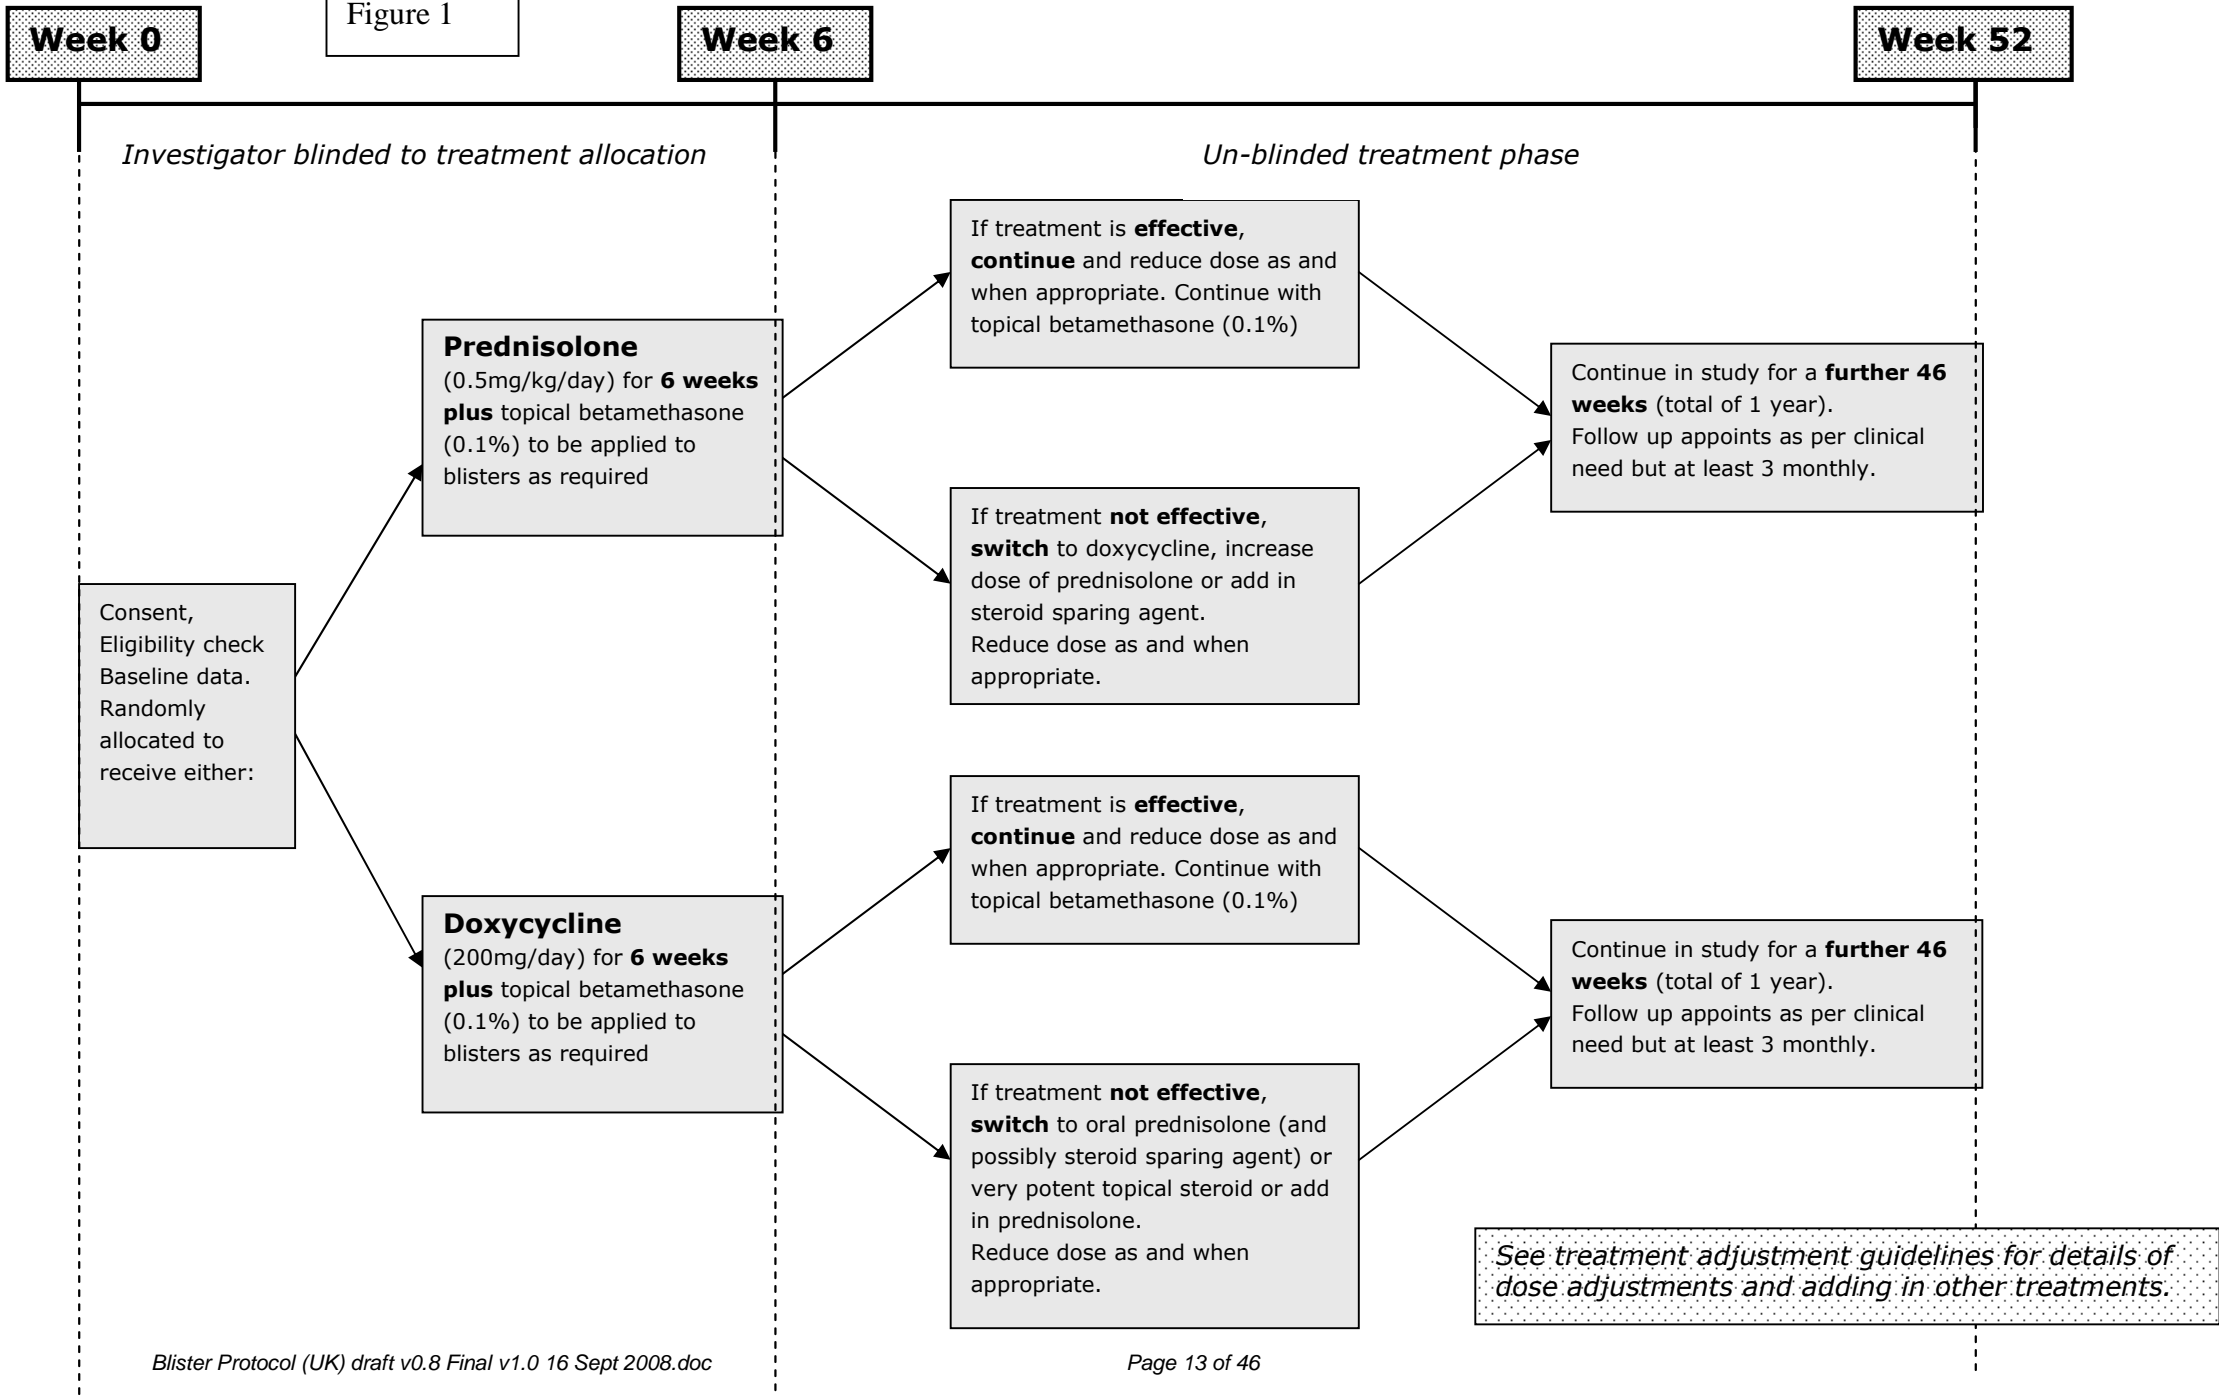 Figure 1
Week 0
Week 6
Week 52
Investigator blinded to treatment allocation
Un-blinded treatment phase
Consent,
Eligibility check
Baseline data.
Randomly
allocated to
receive either:
Prednisolone
(0.5mg/kg/day) for 6 weeks
plus topical betamethasone
(0.1%) to be applied to
blisters as required
If treatment is effective,
continue and reduce dose as and
when appropriate. Continue with
topical betamethasone (0.1%)
If treatment not effective,
switch to doxycycline, increase
dose of prednisolone or add in
steroid sparing agent.
Reduce dose as and when
appropriate.
Continue in study for a further 46
weeks (total of 1 year).
Follow up appoints as per clinical
need but at least 3 monthly.
Doxycycline
(200mg/day) for 6 weeks
plus topical betamethasone
(0.1%) to be applied to
blisters as required
If treatment is effective,
continue and reduce dose as and
when appropriate. Continue with
topical betamethasone (0.1%)
If treatment not effective,
switch to oral prednisolone (and
possibly steroid sparing agent) or
very potent topical steroid or add
in prednisolone.
Reduce dose as and when
appropriate.
Continue in study for a further 46
weeks (total of 1 year).
Follow up appoints as per clinical
need but at least 3 monthly.
See treatment adjustment guidelines for details of
dose adjustments and adding in other treatments.
Blister Protocol (UK) draft v0.8 Final v1.0 16 Sept 2008.doc
Page 13 of 46